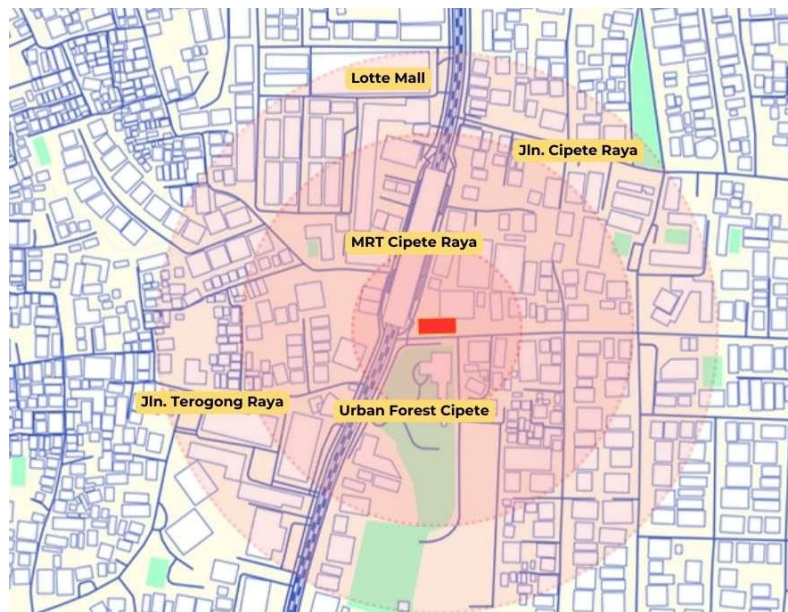 Lotte Mall
Jln. Cipete Raya
MRT Cipete Raya
Jln. Terogong Raya
Urban Forest Cipete